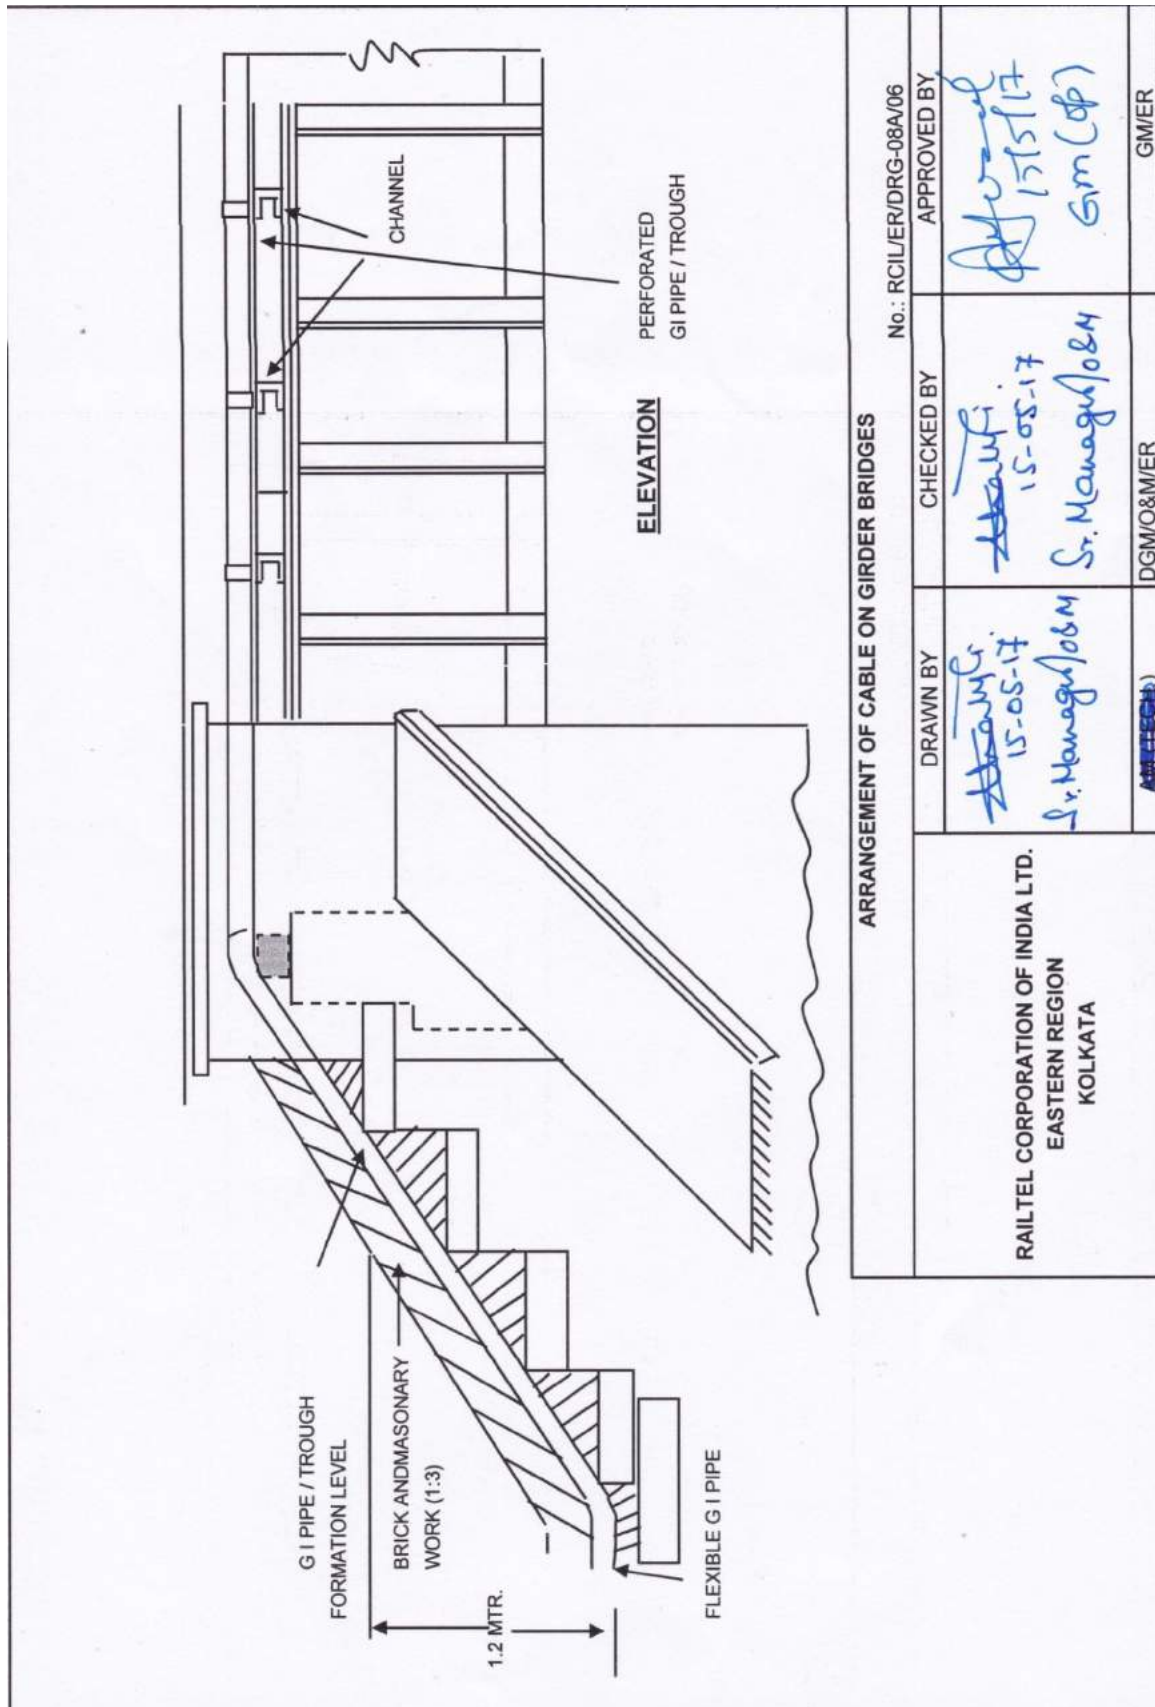 G I PIPE / TROUGH
FORMATION LEVEL
BRICK ANDMASONARY
WORK (1:3)
1.2 MTR.
FLEXIBLE G I PIPE
CHANNEL
PERFORATED
GI PIPE / TROUGH
ELEVATION
ARRANGEMENT OF CABLE ON GIRDER BRIDGES
No.: RCIL/ER/DRG-08A/06
RAILTEL CORPORATION OF INDIA LTD.
EASTERN REGION
KOLKATA
DRAWN BY
CHECKED BY
APPROVED BY
15-05-17
Sr. Manager/O&M
15-05-17
Sr. Manager/O&M
15/5/17
GM
DGM/O&M/ER
GM/ER